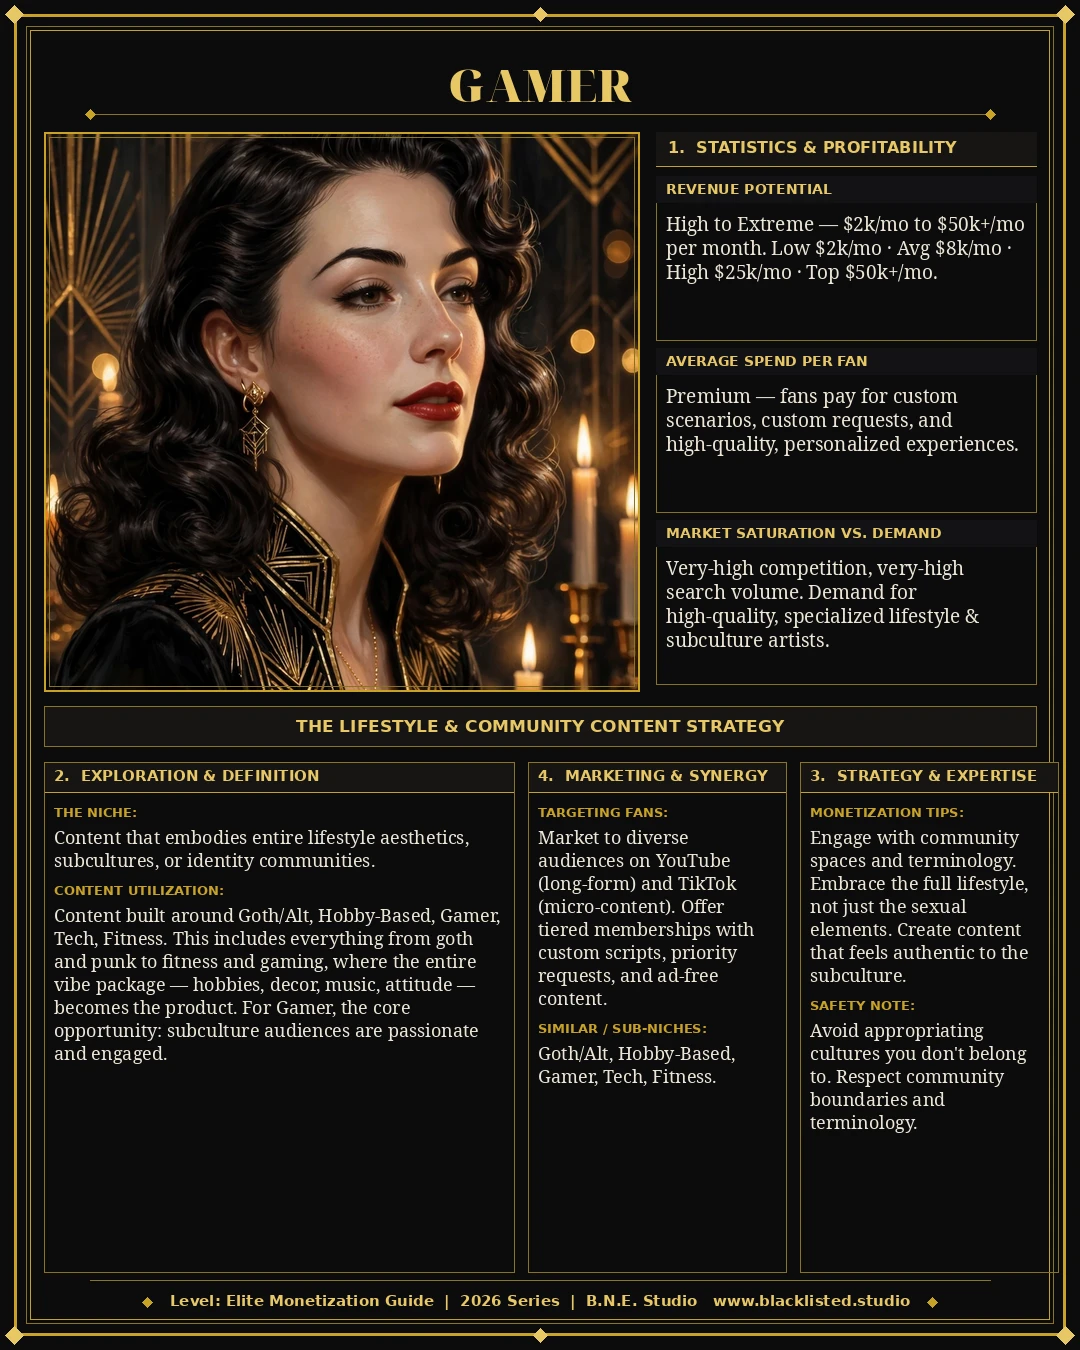 GAMER
1. STATISTICS & PROFITABILITY
REVENUE POTENTIAL
High to Extreme — $2k/mo to $50k+/mo
per month. Low $2k/mo · Avg $8k/mo ·
High $25k/mo · Top $50k+/mo.
AVERAGE SPEND PER FAN
Premium — fans pay for custom
scenarios, custom requests, and
high-quality, personalized experiences.
MARKET SATURATION VS. DEMAND
Very-high competition, very-high
search volume. Demand for
high-quality, specialized lifestyle &
subculture artists.
THE LIFESTYLE & COMMUNITY CONTENT STRATEGY
2. EXPLORATION & DEFINITION
THE NICHE:
Content that embodies entire lifestyle aesthetics,
subcultures, or identity communities.
CONTENT UTILIZATION:
Content built around Goth/Alt, Hobby-Based, Gamer,
Tech, Fitness. This includes everything from goth
and punk to fitness and gaming, where the entire
vibe package — hobbies, decor, music, attitude —
becomes the product. For Gamer, the core
opportunity: subculture audiences are passionate
and engaged.
4. MARKETING & SYNERGY
TARGETING FANS:
Market to diverse
audiences on YouTube
(long-form) and TikTok
(micro-content). Offer
tiered memberships with
custom scripts, priority
requests, and ad-free
content.
SIMILAR / SUB-NICHES:
Goth/Alt, Hobby-Based,
Gamer, Tech, Fitness.
3. STRATEGY & EXPERTISE
MONETIZATION TIPS:
Engage with community
spaces and terminology.
Embrace the full lifestyle,
not just the sexual
elements. Create content
that feels authentic to the
subculture.
SAFETY NOTE:
Avoid appropriating
cultures you don't belong
to. Respect community
boundaries and
terminology.
Level: Elite Monetization Guide | 2026 Series | B.N.E. Studio www.blacklisted.studio